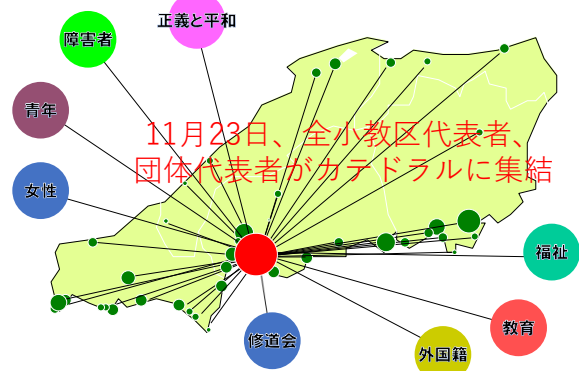 正義と平和
障害者
青年
11月23日、全小教区代表者、
団体代表者がカテドラルに集結
女性
福祉
教育
修道会
外国籍